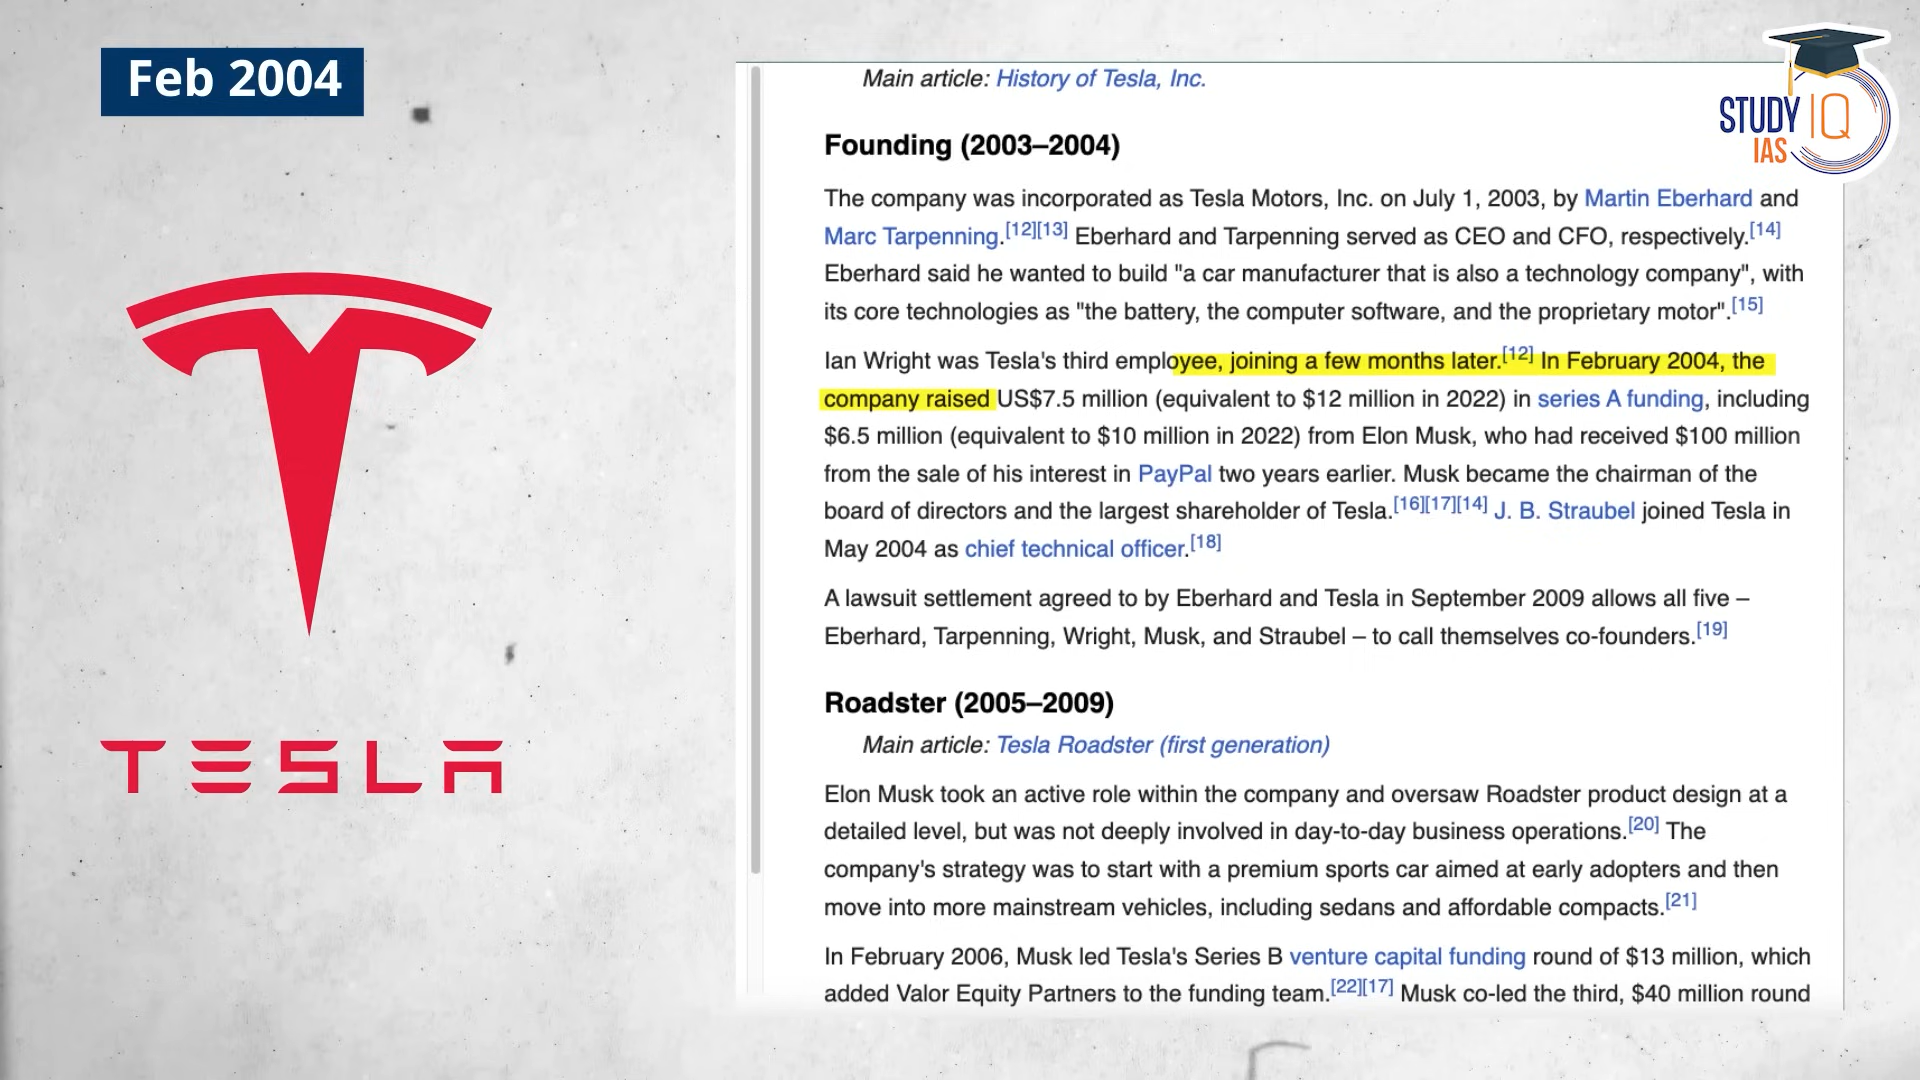 Feb 2004
TESLA
STUDY IQ
IAS
Main article: History of Tesla, Inc.
Founding (2003–2004)
The company was incorporated as Tesla Motors, Inc. on July 1, 2003, by Martin Eberhard and
Marc Tarpenning.[12][13] Eberhard and Tarpenning served as CEO and CFO, respectively.[14]
Eberhard said he wanted to build "a car manufacturer that is also a technology company", with
its core technologies as "the battery, the computer software, and the proprietary motor".[15]
Ian Wright was Tesla's third employee, joining a few months later.[12] In February 2004, the
company raised US$7.5 million (equivalent to $12 million in 2022) in series A funding, including
$6.5 million (equivalent to $10 million in 2022) from Elon Musk, who had received $100 million
from the sale of his interest in PayPal two years earlier. Musk became the chairman of the
board of directors and the largest shareholder of Tesla.[16][17][14] J. B. Straubel joined Tesla in
May 2004 as chief technical officer.[18]
A lawsuit settlement agreed to by Eberhard and Tesla in September 2009 allows all five –
Eberhard, Tarpenning, Wright, Musk, and Straubel – to call themselves co-founders.[19]
Roadster (2005–2009)
Main article: Tesla Roadster (first generation)
Elon Musk took an active role within the company and oversaw Roadster product design at a
detailed level, but was not deeply involved in day-to-day business operations.[20] The
company's strategy was to start with a premium sports car aimed at early adopters and then
move into more mainstream vehicles, including sedans and affordable compacts.[21]
In February 2006, Musk led Tesla's Series B venture capital funding round of $13 million, which
added Valor Equity Partners to the funding team.[22][17] Musk co-led the third, $40 million round